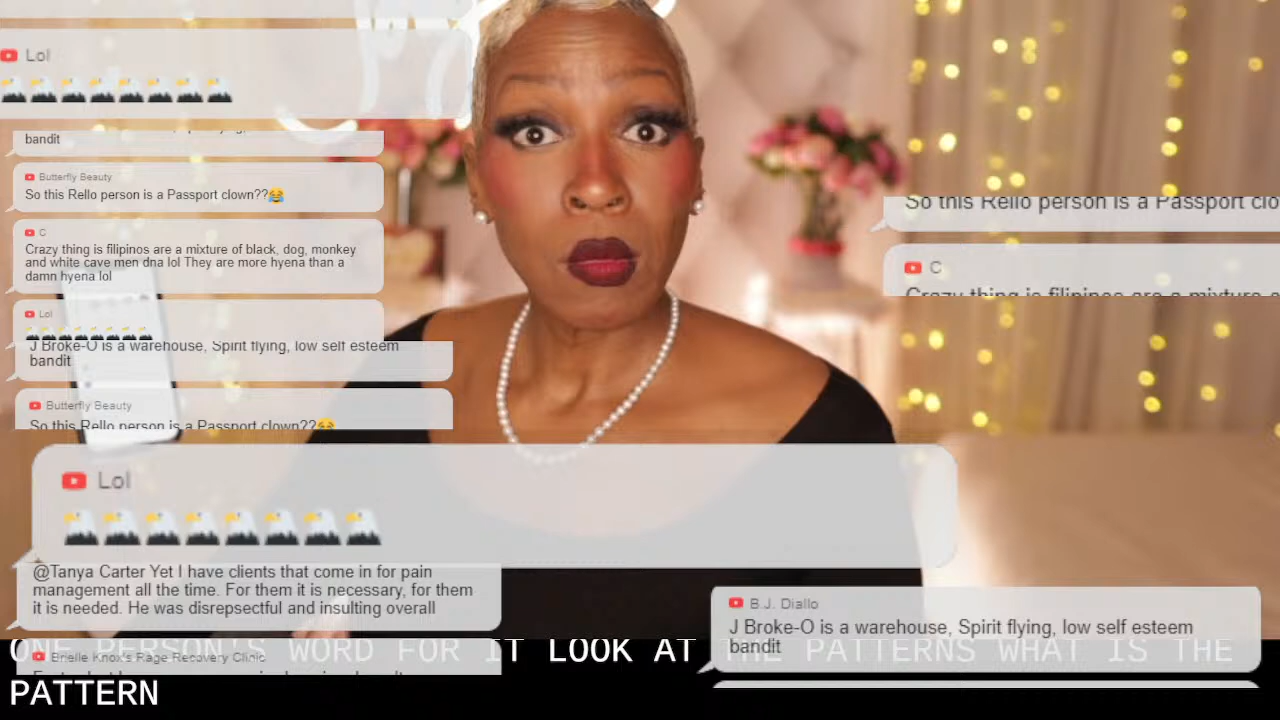 Lol
bandit
Butterfly Beauty
So this Rello person is a Passport clown??😂
C
Crazy thing is filipinos are a mixture of black, dog, monkey
and white cave men dna lol They are more hyena than a
damn hyena lol
Lol
J Broke-O is a warehouse, Spirit flying, low self esteem
bandit
Butterfly Beauty
So this Rello person is a Passport clown??😂
So this Rello person is a Passport clo
C
Crazy thing is filipinos are a mixture
Lol
@Tanya Carter Yet I have clients that come in for pain
management all the time. For them it is necessary, for them
it is needed. He was disrepsectful and insulting overall
Brielle Knox's Rage Recovery Clinic
B.J. Diallo
J Broke-O is a warehouse, Spirit flying, low self esteem
bandit
ONE PERSON'S WORD FOR IT LOOK AT THE PATTERNS WHAT IS THE
PATTERN